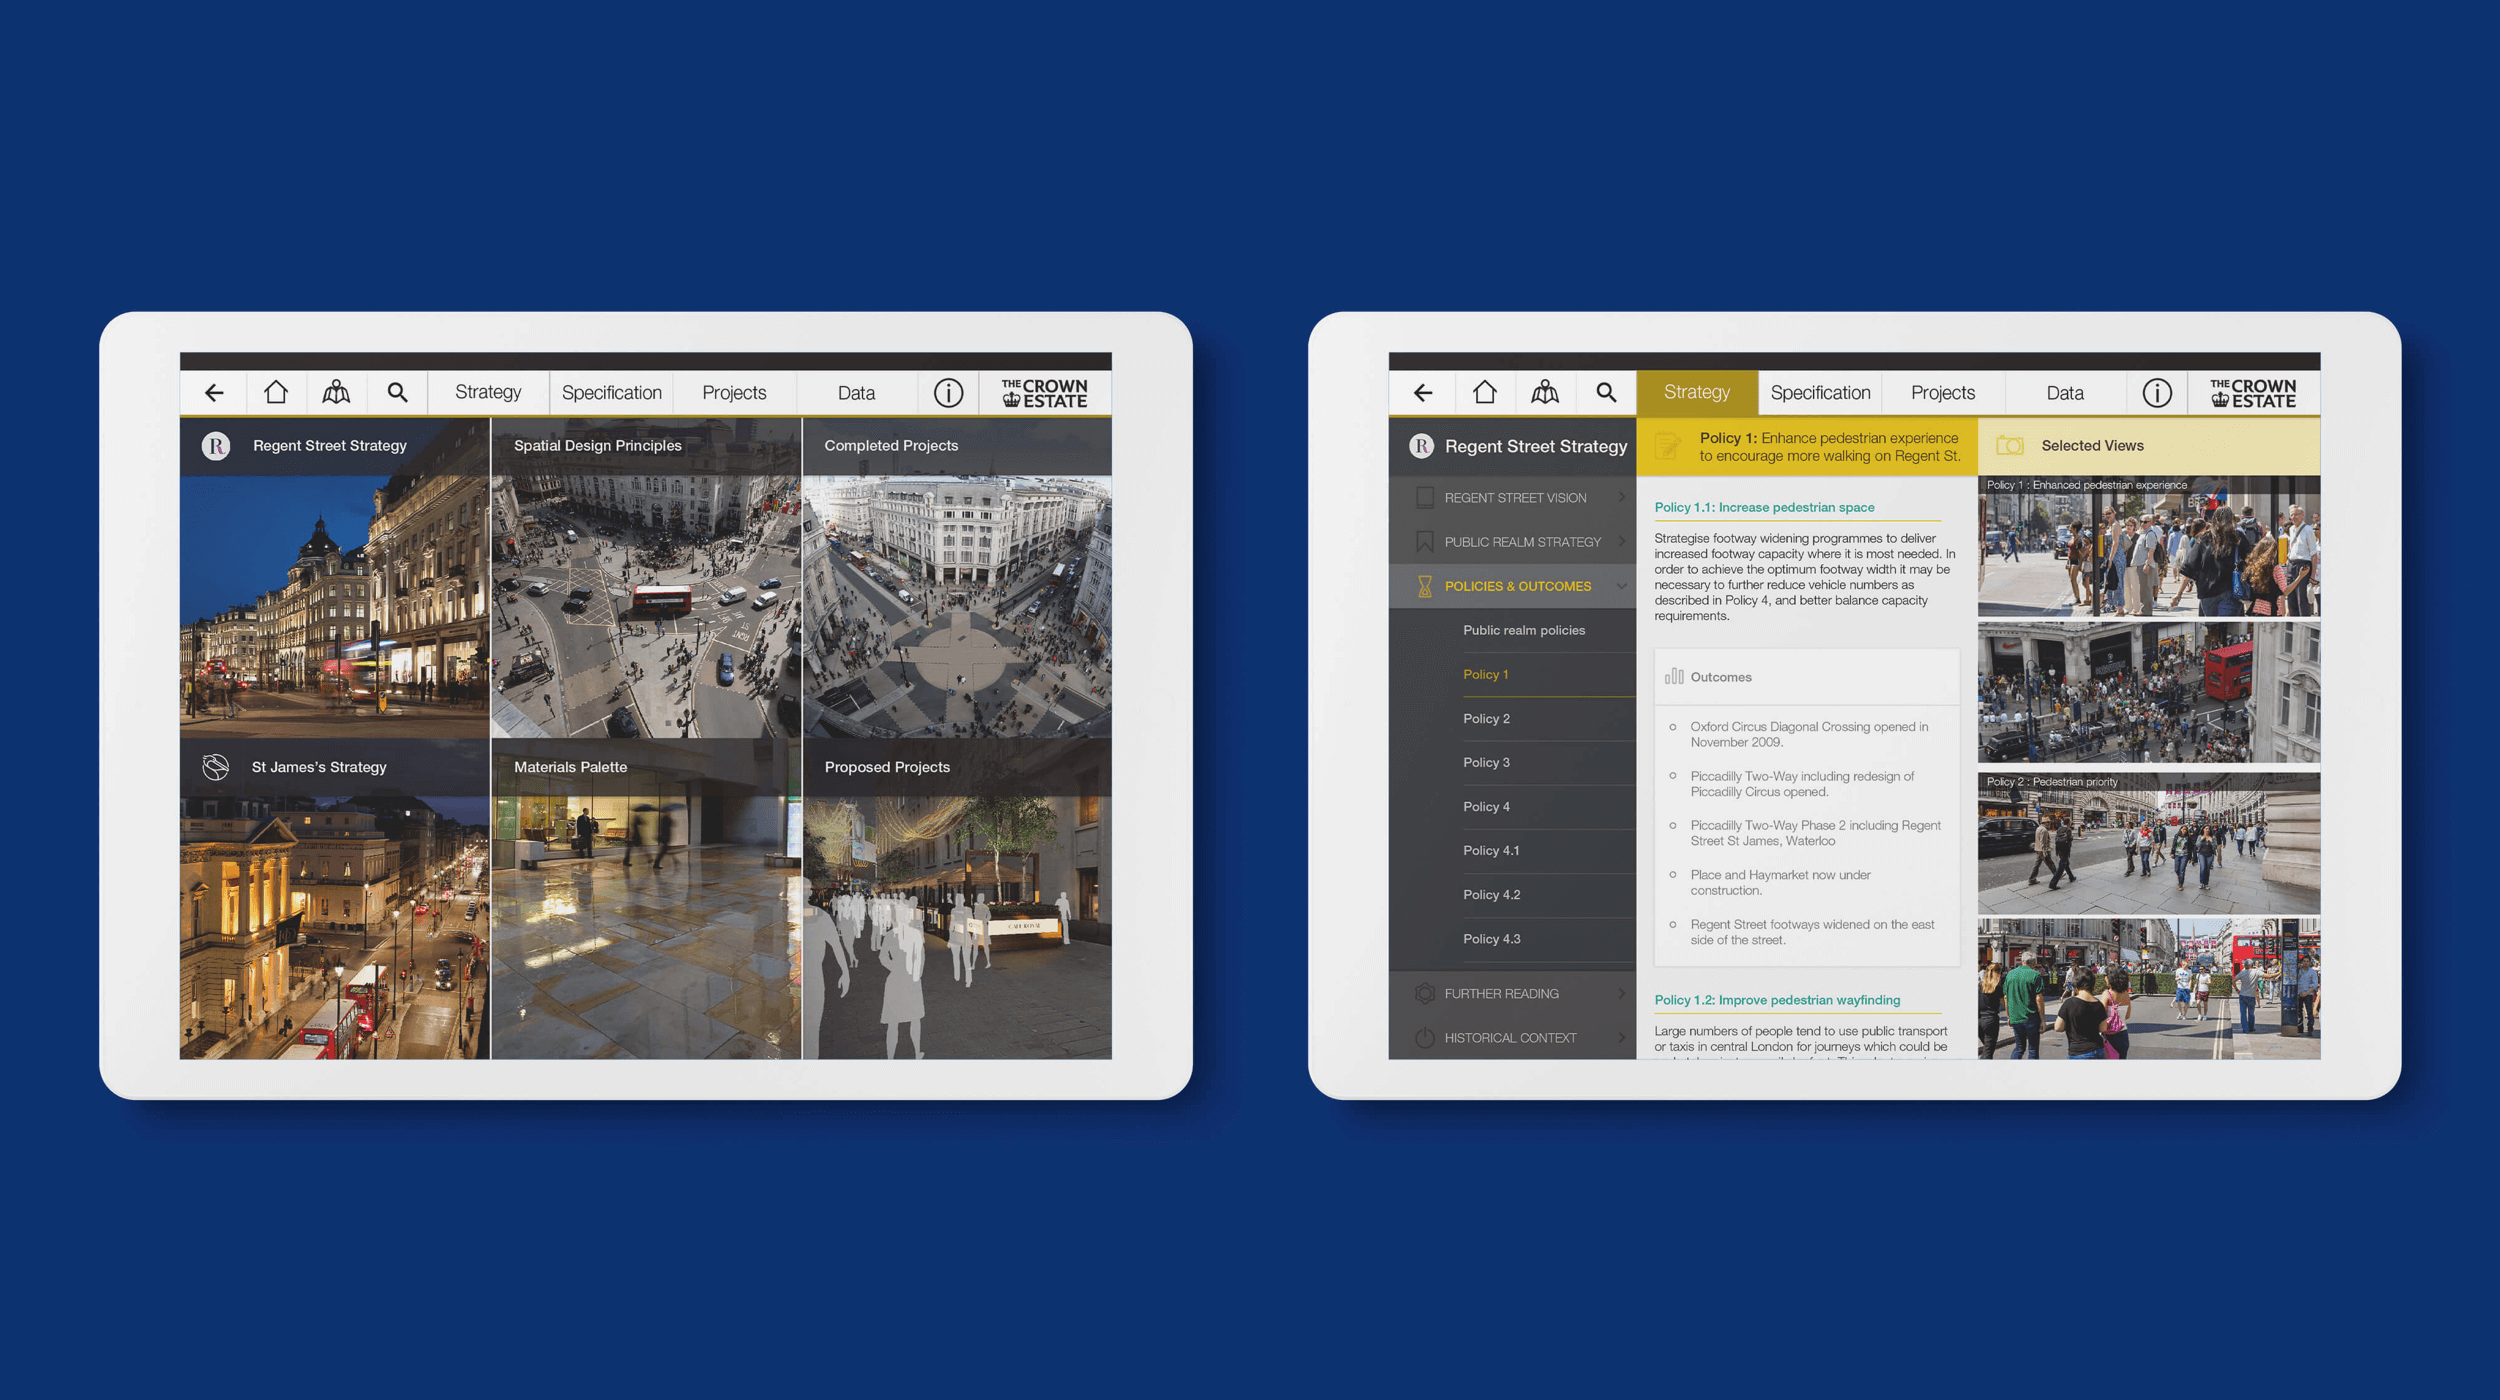 Strategy
Specification
Projects
Data
THE CROWN
ESTATE
Regent Street Strategy
Spatial Design Principles
Completed Projects
St James's Strategy
Materials Palette
Proposed Projects
Strategy
Specification
Projects
Data
THE CROWN
ESTATE
R Regent Street Strategy
REGENT STREET VISION
PUBLIC REALM STRATEGY
POLICIES & OUTCOMES
Public realm policies
Policy 1
Policy 2
Policy 3
Policy 4
Policy 4.1
Policy 4.2
Policy 4.3
FURTHER READING
HISTORICAL CONTEXT
Policy 1: Enhance pedestrian experience
to encourage more walking on Regent St.
Policy 1.1: Increase pedestrian space
Strategise footway widening programmes to deliver
increased footway capacity where it is most needed. In
order to achieve the optimum footway width it may be
necessary to further reduce vehicle numbers as
described in Policy 4, and better balance capacity
requirements.
Outcomes
Oxford Circus Diagonal Crossing opened in
November 2009.
Piccadilly Two-Way including redesign of
Piccadilly Circus opened.
Piccadilly Two-Way Phase 2 including Regent
Street St James, Waterloo
Place and Haymarket now under
construction.
Regent Street footways widened on the east
side of the street.
Policy 1.2: Improve pedestrian wayfinding
Large numbers of people tend to use public transport
or taxis in central London for journeys which could be
Selected Views
Policy 1 : Enhanced pedestrian experience
Policy 2 : Pedestrian priority